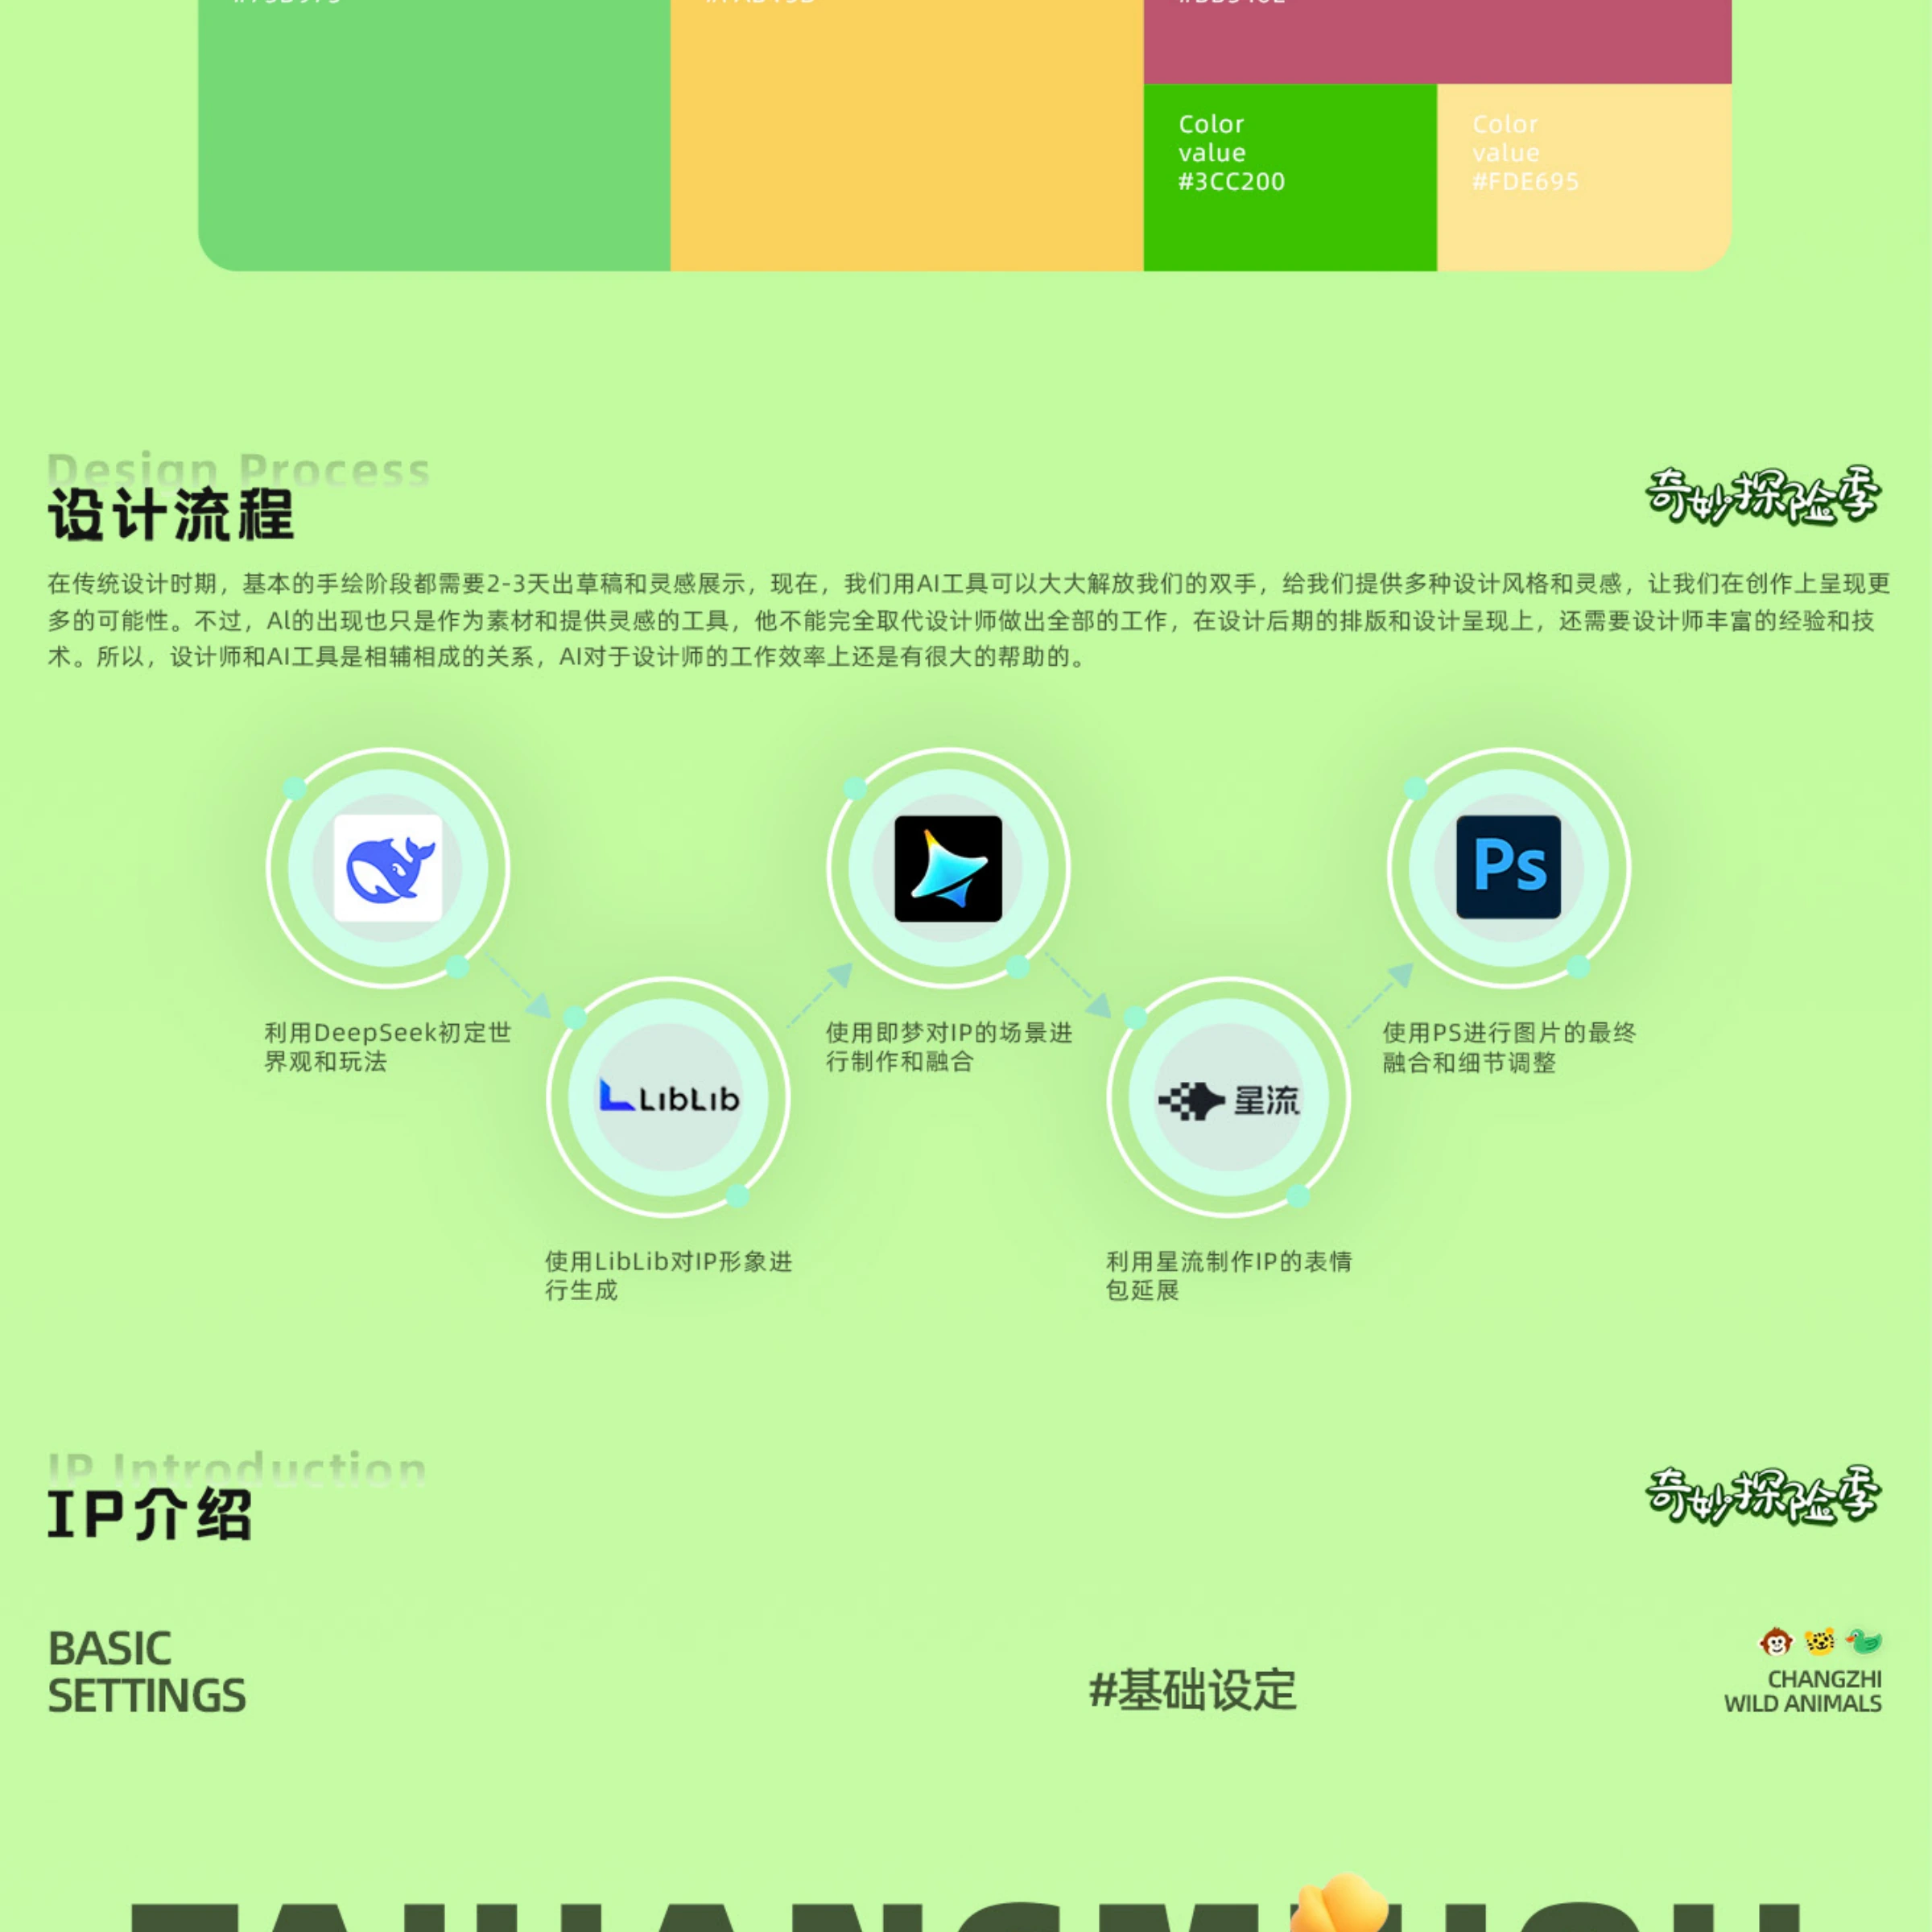 Color
value
#3CC200
Color
value
#FDE695
Design Process
设计流程
奇妙探险季
在传统设计时期，基本的手绘阶段都需要2-3天出草稿和灵感展示，现在，我们用AI工具可以大大解放我们的双手，给我们提供多种设计风格和灵感，让我们在创作上呈现更
多的可能性。不过，AI的出现也只是作为素材和提供灵感的工具，他不能完全取代设计师做出全部的工作，在设计后期的排版和设计呈现上，还需要设计师丰富的经验和技
术。所以，设计师和AI工具是相辅相成的关系，AI对于设计师的工作效率上还是有很大的帮助的。
Ps
利用DeepSeek初定世
界观和玩法
使用即梦对IP的场景进
行制作和融合
使用PS进行图片的最终
融合和细节调整
LibLib
星流
使用LibLib对IP形象进
行生成
利用星流制作IP的表情
包延展
IP Introduction
IP介绍
奇妙探险季
BASIC
SETTINGS
#基础设定
CHANGZHI
WILD ANIMALS